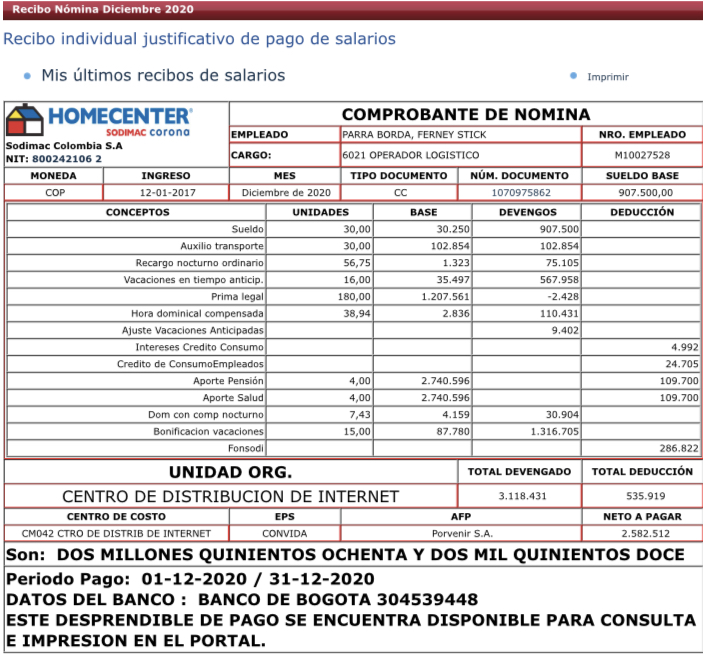 Recibo Nómina Diciembre 2020
Recibo individual justificativo de pago de salarios
Mis últimos recibos de salarios
Imprimir
HOMECENTER
SODIMAC corona
Sodimac Colombia S.A
NIT: 800242106 2
COMPROBANTE DE NOMINA
EMPLEADO PARRA BORDA, FERNEY STICK NRO. EMPLEADO
CARGO: 6021 OPERADOR LOGISTICO M10027528
MONEDA INGRESO MES TIPO DOCUMENTO NÚM. DOCUMENTO SUELDO BASE
COP 12-01-2017 Diciembre de 2020 CC 1070975862 907.500,00
CONCEPTOS UNIDADES BASE DEVENGOS DEDUCCIÓN
Sueldo 30,00 30.250 907.500
Auxilio transporte 30,00 102.854 102.854
Recargo nocturno ordinario 56,75 1.323 75.105
Vacaciones en tiempo anticip. 16,00 35.497 567.958
Prima legal 180,00 1.207.561 -2.428
Hora dominical compensada 38,94 2.836 110.431
Ajuste Vacaciones Anticipadas 9.402
Intereses Credito Consumo 4.992
Credito de ConsumoEmpleados 24.705
Aporte Pensión 4,00 2.740.596 109.700
Aporte Salud 4,00 2.740.596 109.700
Dom con comp nocturno 7,43 4.159 30.904
Bonificacion vacaciones 15,00 87.780 1.316.705
Fonsodi 286.822
UNIDAD ORG. TOTAL DEVENGADO TOTAL DEDUCCIÓN
CENTRO DE DISTRIBUCION DE INTERNET 3.118.431 535.919
CENTRO DE COSTO EPS AFP NETO A PAGAR
CM042 CTRO DE DISTRIB DE INTERNET CONVIDA Porvenir S.A. 2.582.512
Son: DOS MILLONES QUINIENTOS OCHENTA Y DOS MIL QUINIENTOS DOCE
Periodo Pago: 01-12-2020 / 31-12-2020
DATOS DEL BANCO : BANCO DE BOGOTA 304539448
ESTE DESPRENDIBLE DE PAGO SE ENCUENTRA DISPONIBLE PARA CONSULTA
E IMPRESION EN EL PORTAL.